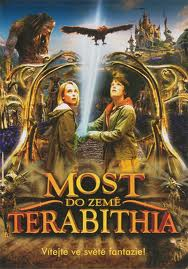 MOST
DO ZEMĚ
TERABITHIA
Vítejte ve světě fantazie!